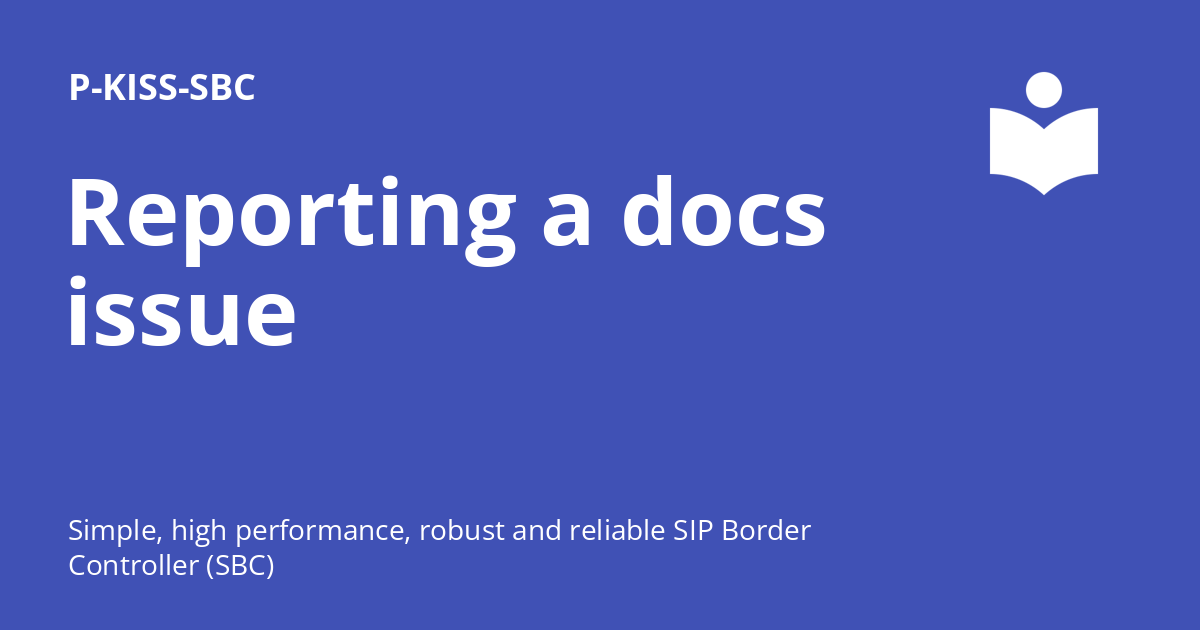 P-KISS-SBC
Reporting a docs
issue
Simple, high performance, robust and reliable SIP Border
Controller (SBC)